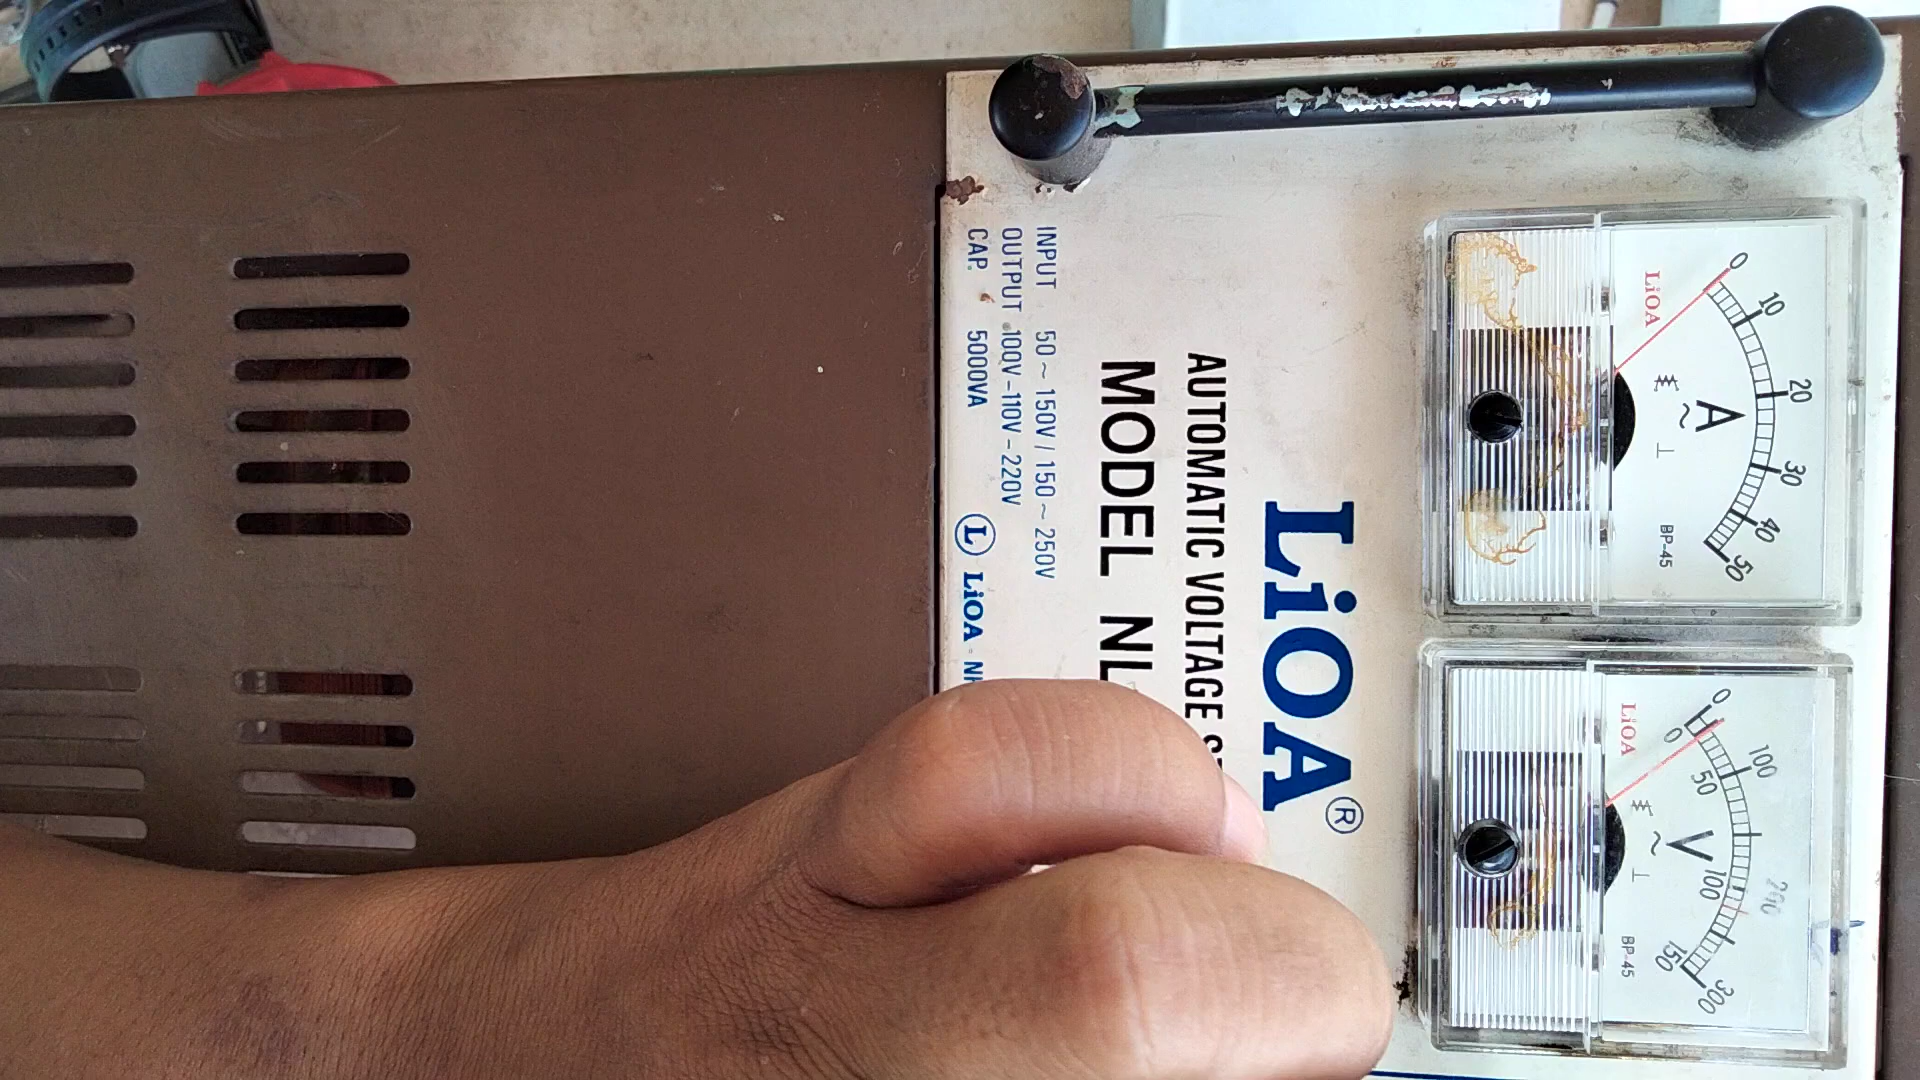 0 10 20 30 40 50
LiOA
A
~
⊥
BP-45
0 100 200 300
0 50 100 150
LiOA
V
~
⊥
BP-45
LiOA®
AUTOMATIC VOLTAGE
MODEL NL
INPUT 50 ~ 150V / 150 ~ 250V
OUTPUT 100V - 110V - 220V
CAP. 5000VA
L LiOA